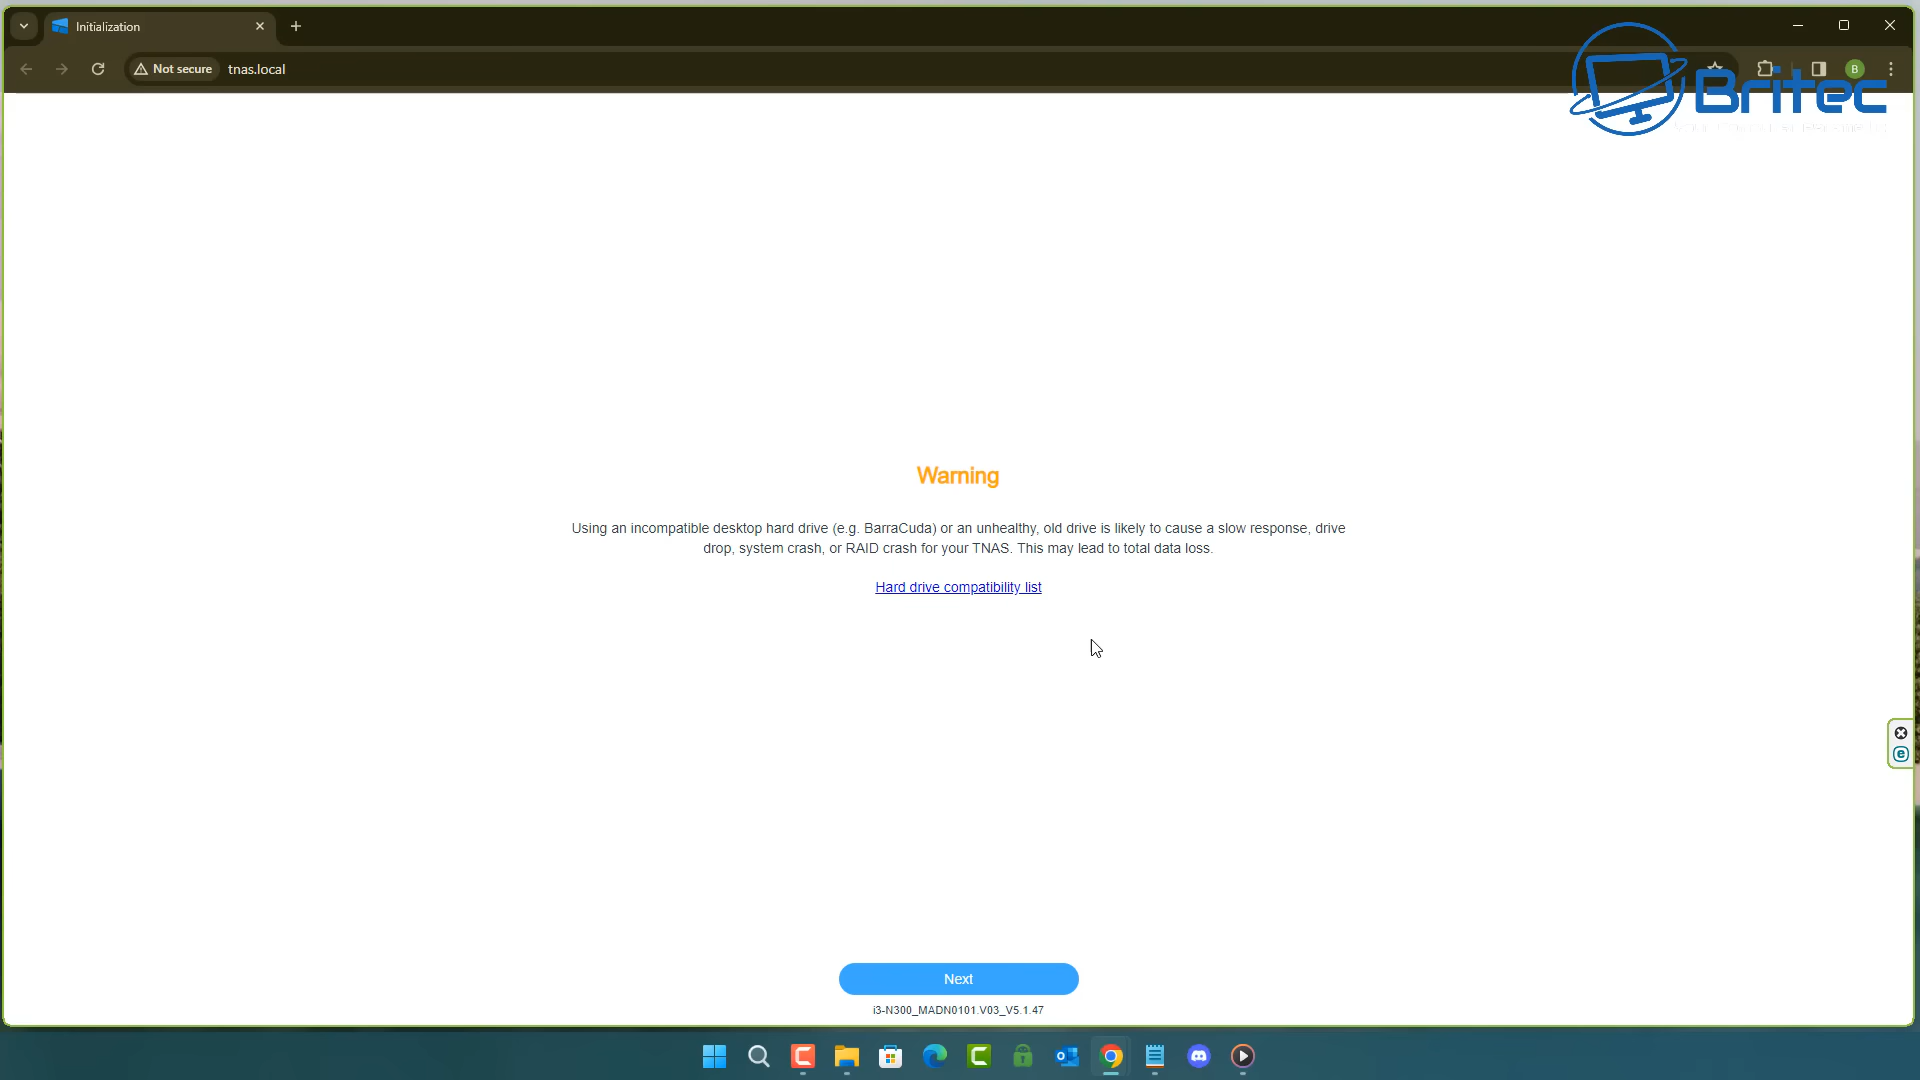 Initialization
Not secure
tnas.local
B
Britec
Warning
Using an incompatible desktop hard drive (e.g. BarraCuda) or an unhealthy, old drive is likely to cause a slow response, drive
drop, system crash, or RAID crash for your TNAS. This may lead to total data loss.
Hard drive compatibility list
Next
i3-N300_MADN0101.V03_V5.1.47